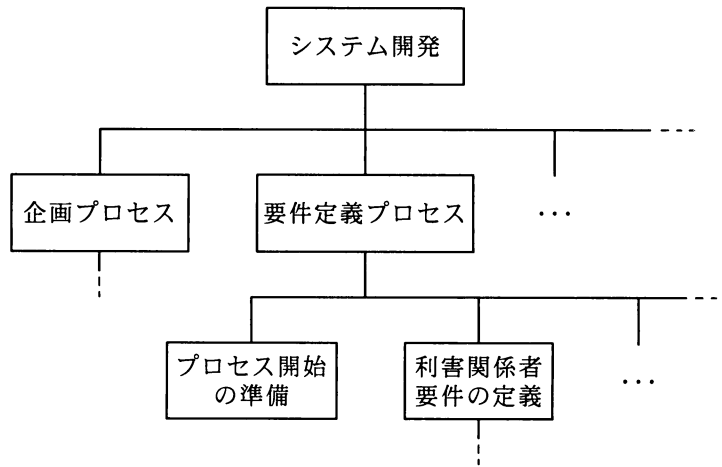 システム開発
企画プロセス
要件定義プロセス
…
プロセス開始
の準備
利害関係者
要件の定義
…